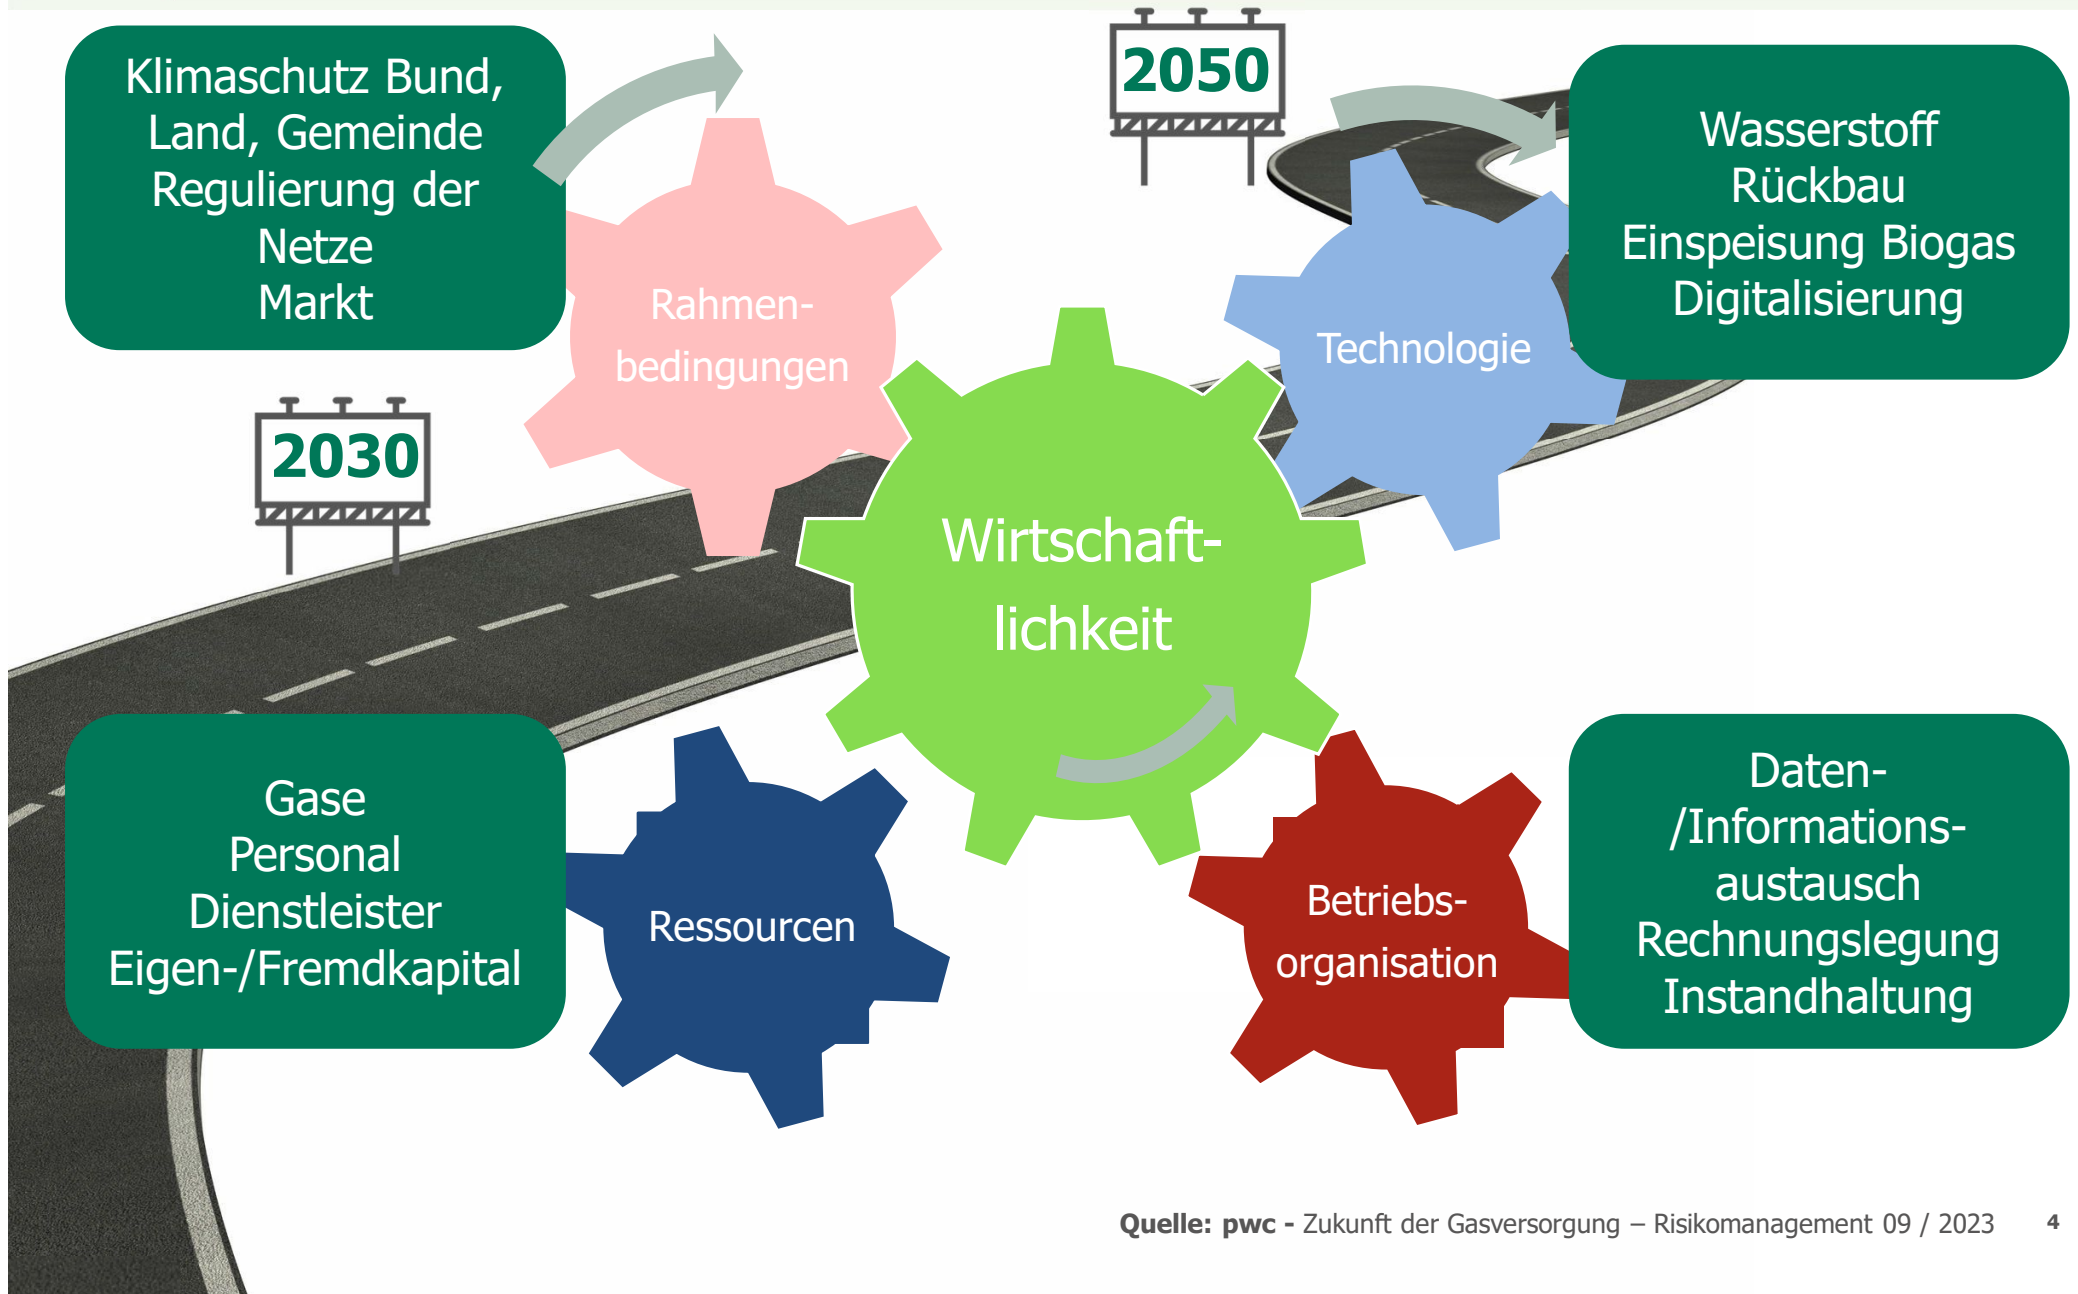 Klimaschutz Bund,
Land, Gemeinde
Regulierung der
Netze
Markt
2030
2050
Wasserstoff
Rückbau
Einspeisung Biogas
Digitalisierung
Rahmen-
bedingungen
Technologie
Wirtschaft-
lichkeit
Gase
Personal
Dienstleister
Eigen-/Fremdkapital
Ressourcen
Betriebs-
organisation
Daten-
/Informations-
austausch
Rechnungslegung
Instandhaltung
Quelle: pwc - Zukunft der Gasversorgung – Risikomanagement 09 / 2023
4